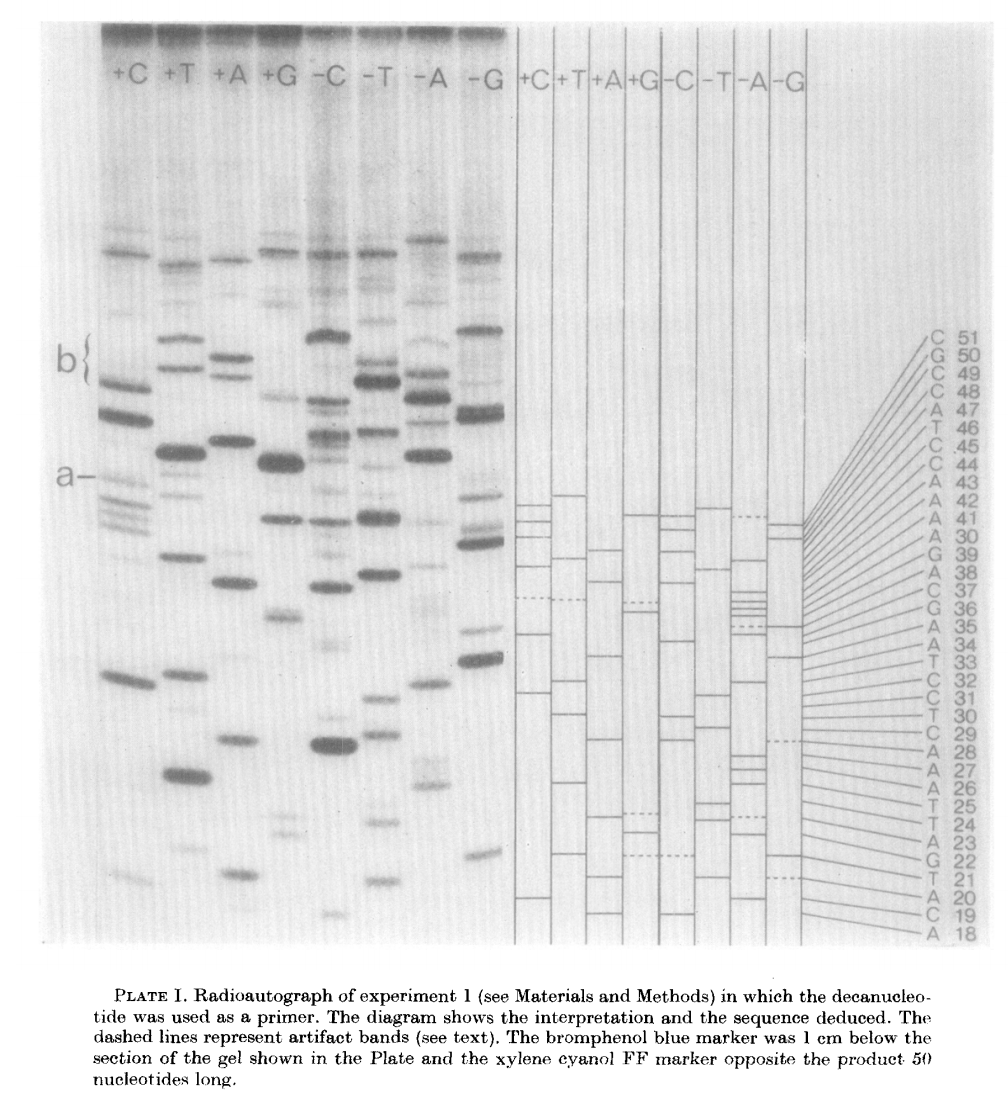 +C +T +A +G -C -T -A -G +C +T +A +G -C -T -A -G
b{
a–
C 51
G 50
C 49
C 48
A 47
T 46
C 45
C 44
A 43
A 42
A 41
A 30
G 39
A 38
C 37
G 36
A 35
A 34
T 33
C 32
C 31
T 30
C 29
A 28
A 27
A 26
T 25
T 24
A 23
G 22
T 21
A 20
C 19
A 18
PLATE I. Radioautograph of experiment 1 (see Materials and Methods) in which the decanucleo-
tide was used as a primer. The diagram shows the interpretation and the sequence deduced. The
dashed lines represent artifact bands (see text). The bromphenol blue marker was 1 cm below the
section of the gel shown in the Plate and the xylene cyanol FF marker opposite the product 50
nucleotides long.